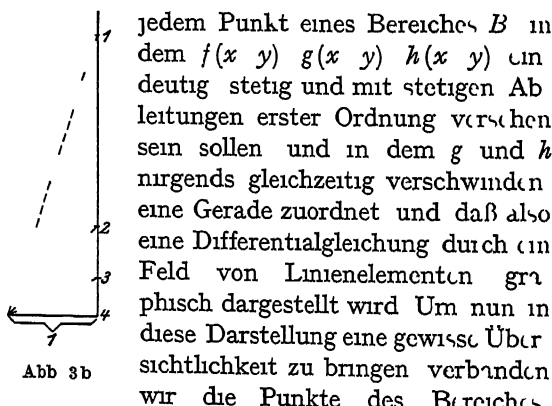 jedem Punkt eines Bereiches B in
dem f(x y) g(x y) h(x y) ein
deutig stetig und mit stetigen Ab
leitungen erster Ordnung versehen
sein sollen und in dem g und h
nirgends gleichzeitig verschwinden
eine Gerade zuordnet und daß also
eine Differentialgleichung durch ein
Feld von Linienelementen gra
phisch dargestellt wird Um nun in
diese Darstellung eine gewisse Über
sichtlichkeit zu bringen verbanden
wir die Punkte des Bereiches
1
2
3
4
1
Abb 3b